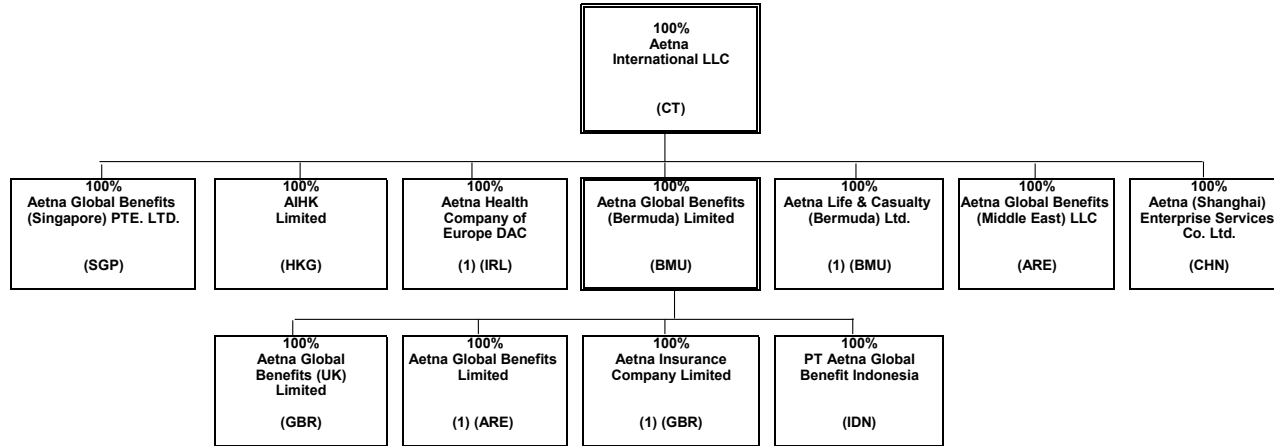 100%
Aetna
International LLC
(CT)
100%
Aetna Global Benefits
(Singapore) PTE. LTD.
(SGP)
100%
AIHK
Limited
(HKG)
100%
Aetna Health
Company of
Europe DAC
(1) (IRL)
100%
Aetna Global Benefits
(Bermuda) Limited
(BMU)
100%
Aetna Life & Casualty
(Bermuda) Ltd.
(1) (BMU)
100%
Aetna Global Benefits
(Middle East) LLC
(ARE)
100%
Aetna (Shanghai)
Enterprise Services
Co. Ltd.
(CHN)
100%
Aetna Global
Benefits (UK)
Limited
(GBR)
100%
Aetna Global Benefits
Limited
(1) (ARE)
100%
Aetna Insurance
Company Limited
(1) (GBR)
100%
PT Aetna Global
Benefit Indonesia
(IDN)